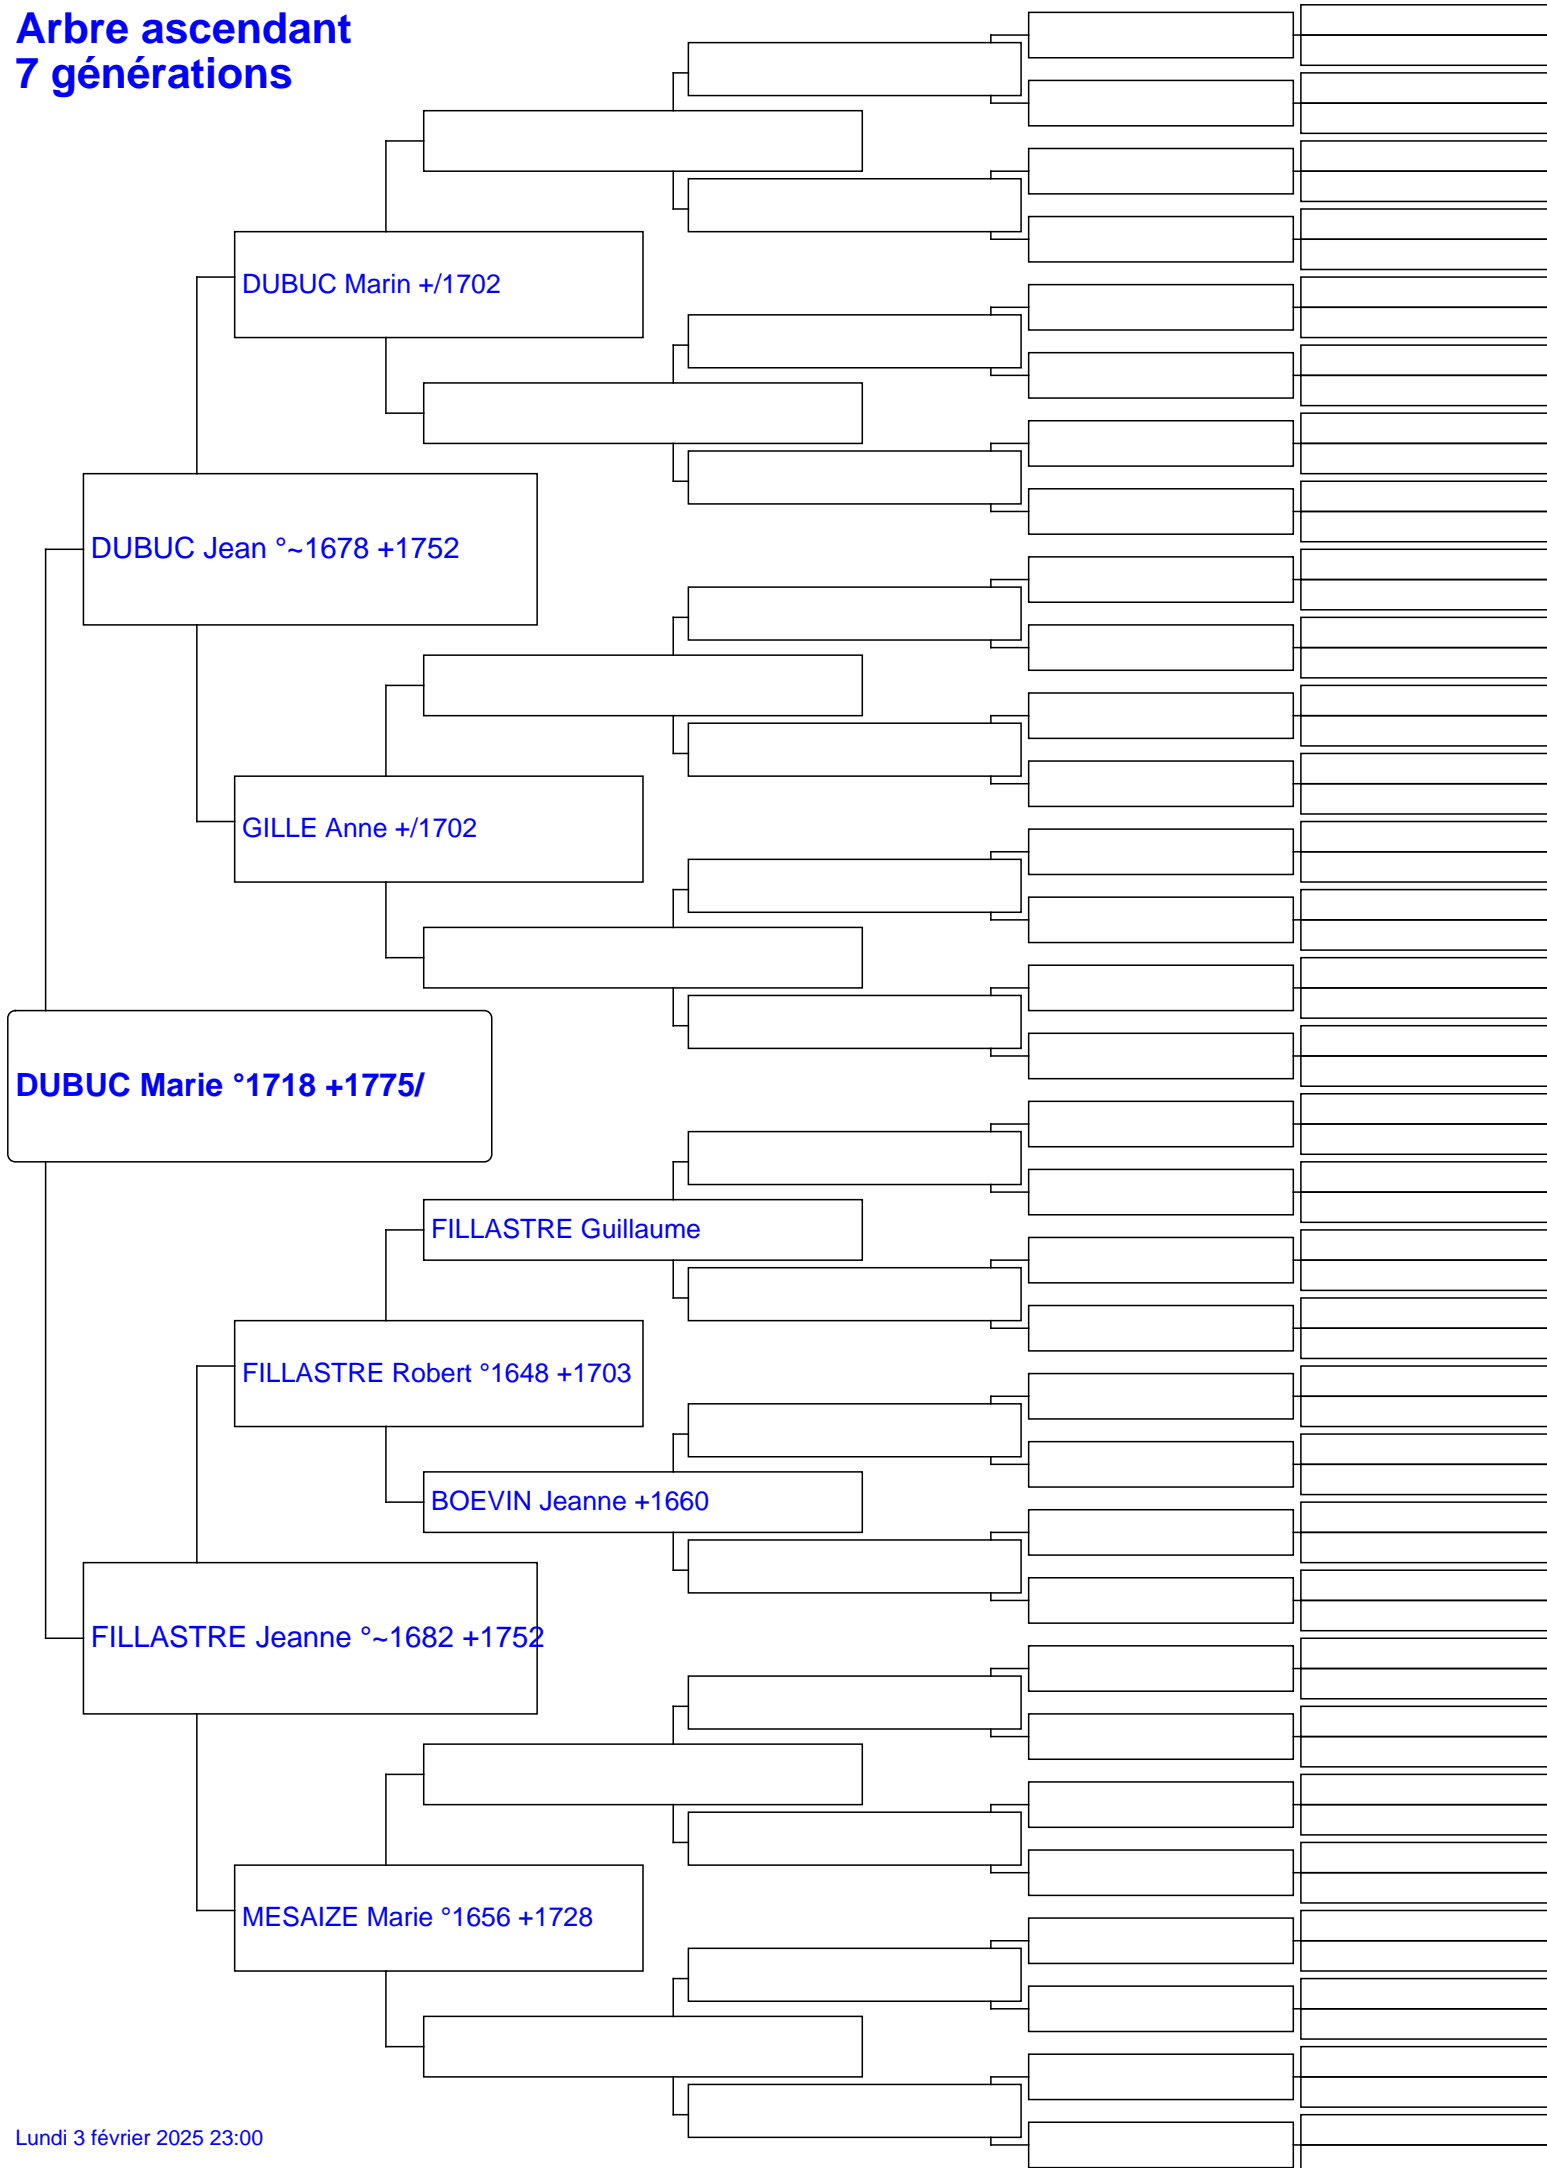 Arbre ascendant
7 générations
DUBUC Marin +/1702
DUBUC Jean °~1678 +1752
GILLE Anne +/1702
DUBUC Marie °1718 +1775/
FILLASTRE Guillaume
FILLASTRE Robert °1648 +1703
BOEVIN Jeanne +1660
FILLASTRE Jeanne °~1682 +1752
MESAIZE Marie °1656 +1728
Lundi 3 février 2025 23:00